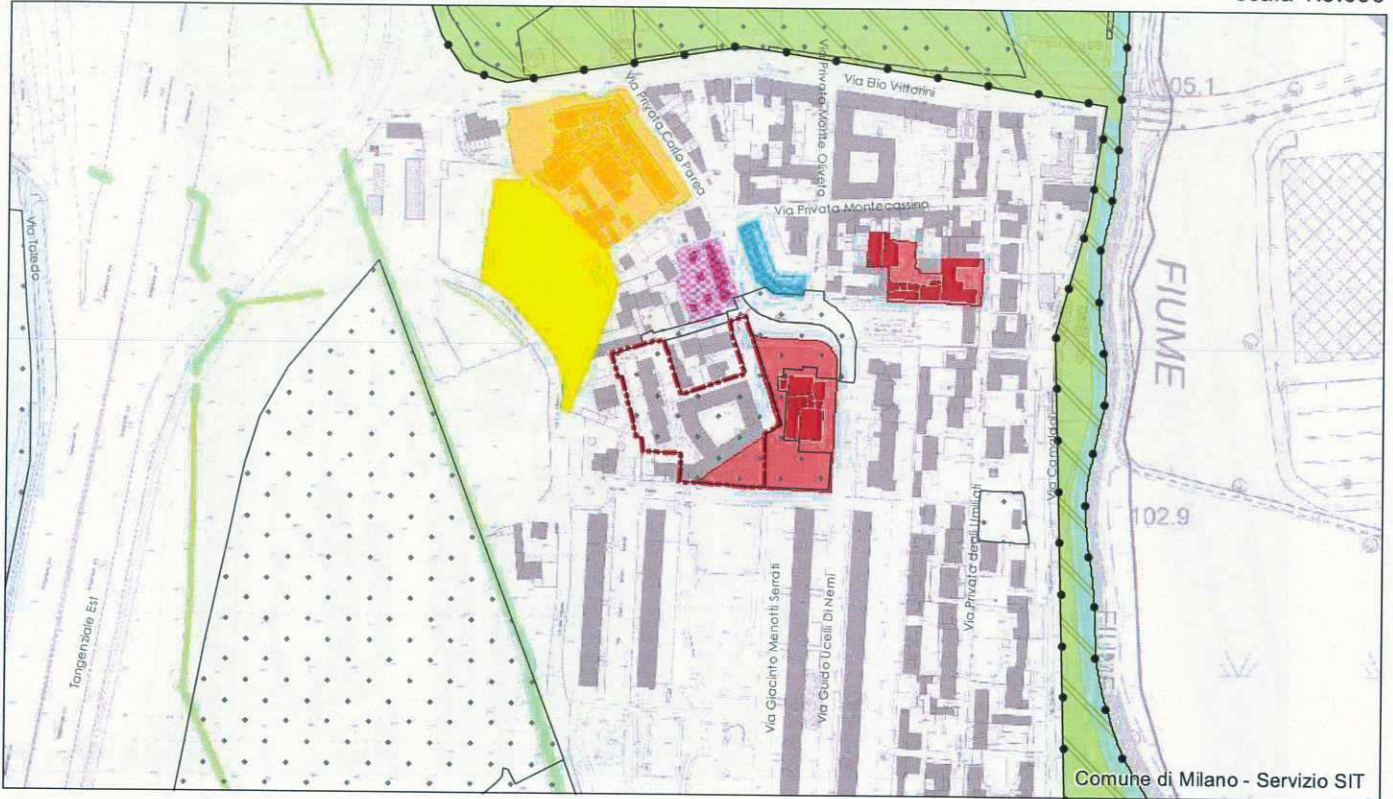 Via Elio Vittorini
Via Privata Monte Oliveto
Via Privata Carlo Parea
Via Privata Montecassino
05.1
Via Toledo
FIUME
Via Camaldoli
102.9
Via Privata degli Umiliati
Via Giacinto Menotti Serrati
Via Guido Ucelli Di Nemi
Tangenziale Est
FIUME
Comune di Milano - Servizio SIT